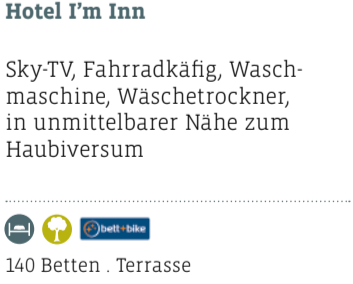 Hotel I’m Inn
Sky-TV, Fahrradkäfig, Wasch-
maschine, Wäschetrockner,
in unmittelbarer Nähe zum
Haubiversum
bett+bike
140 Betten . Terrasse